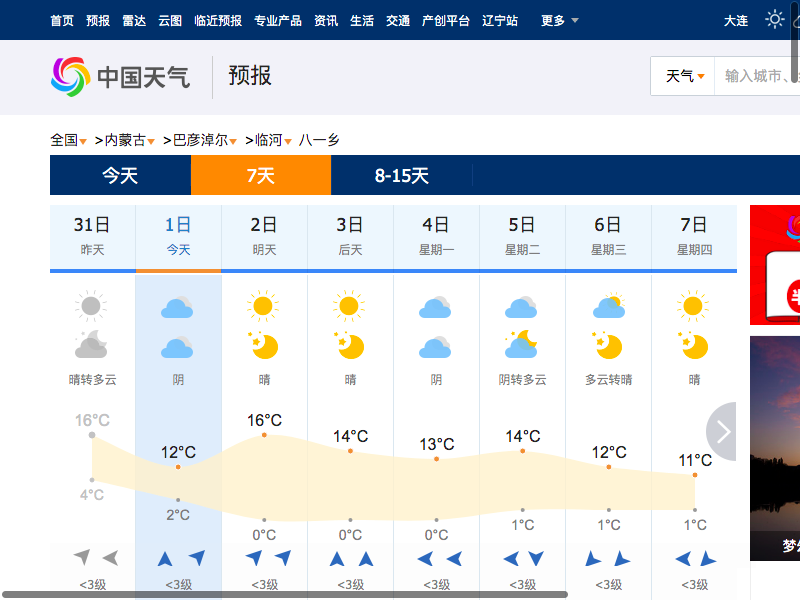 首页 预报 雷达 云图 临近预报 专业产品 资讯 生活 交通 产创平台 辽宁站 更多 大连
中国天气 预报 天气 输入城市、
全国 >内蒙古 >巴彦淖尔 >临河 八一乡
今天 7天 8-15天
31日 1日 2日 3日 4日 5日 6日 7日
昨天 今天 明天 后天 星期一 星期二 星期三 星期四
晴转多云 阴 晴 晴 阴 阴转多云 多云转晴 晴
16°C 12°C 16°C 14°C 13°C 14°C 12°C 11°C
4°C 2°C 0°C 0°C 0°C 1°C 1°C 1°C
<3级 <3级 <3级 <3级 <3级 <3级 <3级 <3级